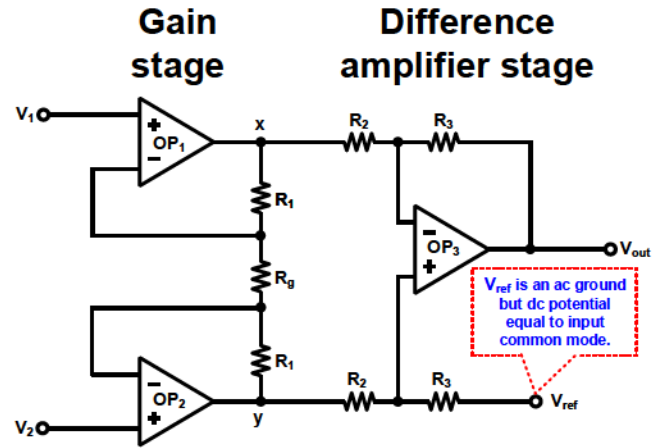 Gain
stage
Difference
amplifier stage
V1
+
OP1
−
x
R1
Rg
R1
−
OP2
+
V2
y
R2
R3
−
OP3
+
Vout
Vref is an ac ground
but dc potential
equal to input
common mode.
R2
R3
Vref